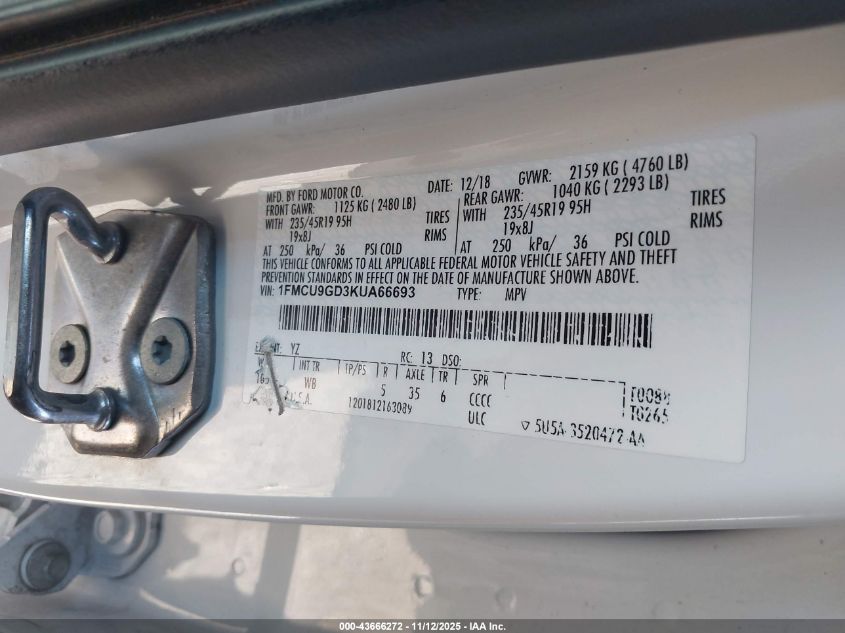 MFD. BY FORD MOTOR CO. DATE: 12/18 GVWR: 2159 KG ( 4760 LB)
FRONT GAWR: 1125 KG ( 2480 LB) REAR GAWR: 1040 KG ( 2293 LB)
WITH 235/45R19 95H TIRES WITH 235/45R19 95H TIRES
19x8J RIMS 19x8J RIMS
AT 250 kPa/ 36 PSI COLD AT 250 kPa/ 36 PSI COLD
THIS VEHICLE CONFORMS TO ALL APPLICABLE FEDERAL MOTOR VEHICLE SAFETY AND THEFT
PREVENTION STANDARDS IN EFFECT ON THE DATE OF MANUFACTURE SHOWN ABOVE.
VIN: 1FMCU9GD3KUA66693 TYPE: MPV
YZ RC: 13 DSO:
INT TR TP/PS R AXLE TR SPR
WB 5 35 6 CCCC T0088
1201812163089 ULC T0265
▽ 5U5A-3520472-AA
000-43666272 - 11/12/2025 - IAA Inc.